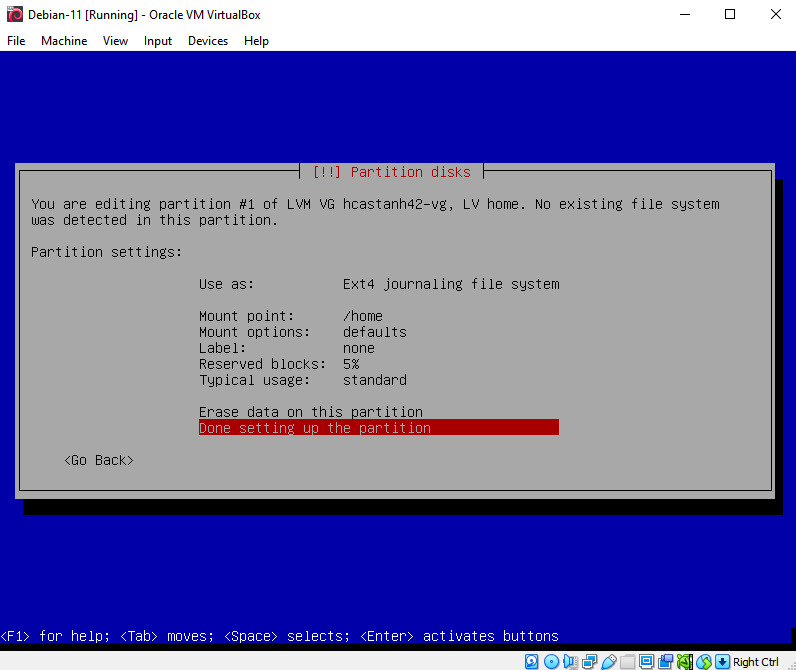 Debian-11 [Running] - Oracle VM VirtualBox
File Machine View Input Devices Help
[!!] Partition disks
You are editing partition #1 of LVM VG hcastanh42-vg, LV home. No existing file system
was detected in this partition.
Partition settings:
Use as: Ext4 journaling file system
Mount point: /home
Mount options: defaults
Label: none
Reserved blocks: 5%
Typical usage: standard
Erase data on this partition
Done setting up the partition
<Go Back>
<F1> for help; <Tab> moves; <Space> selects; <Enter> activates buttons
Right Ctrl